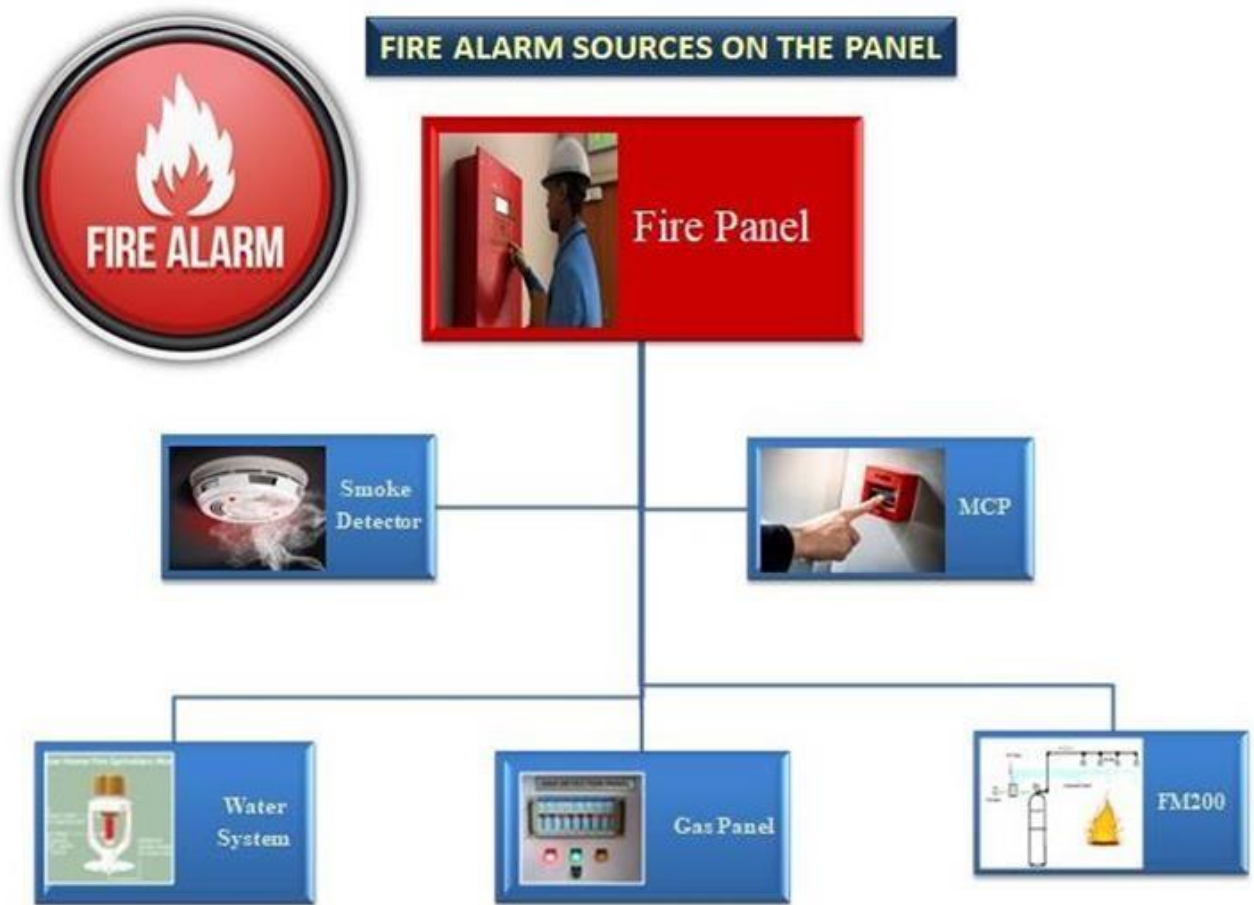 FIRE ALARM SOURCES ON THE PANEL
FIRE ALARM
Fire Panel
Smoke
Detector
MCP
Water
System
Gas Panel
FM200